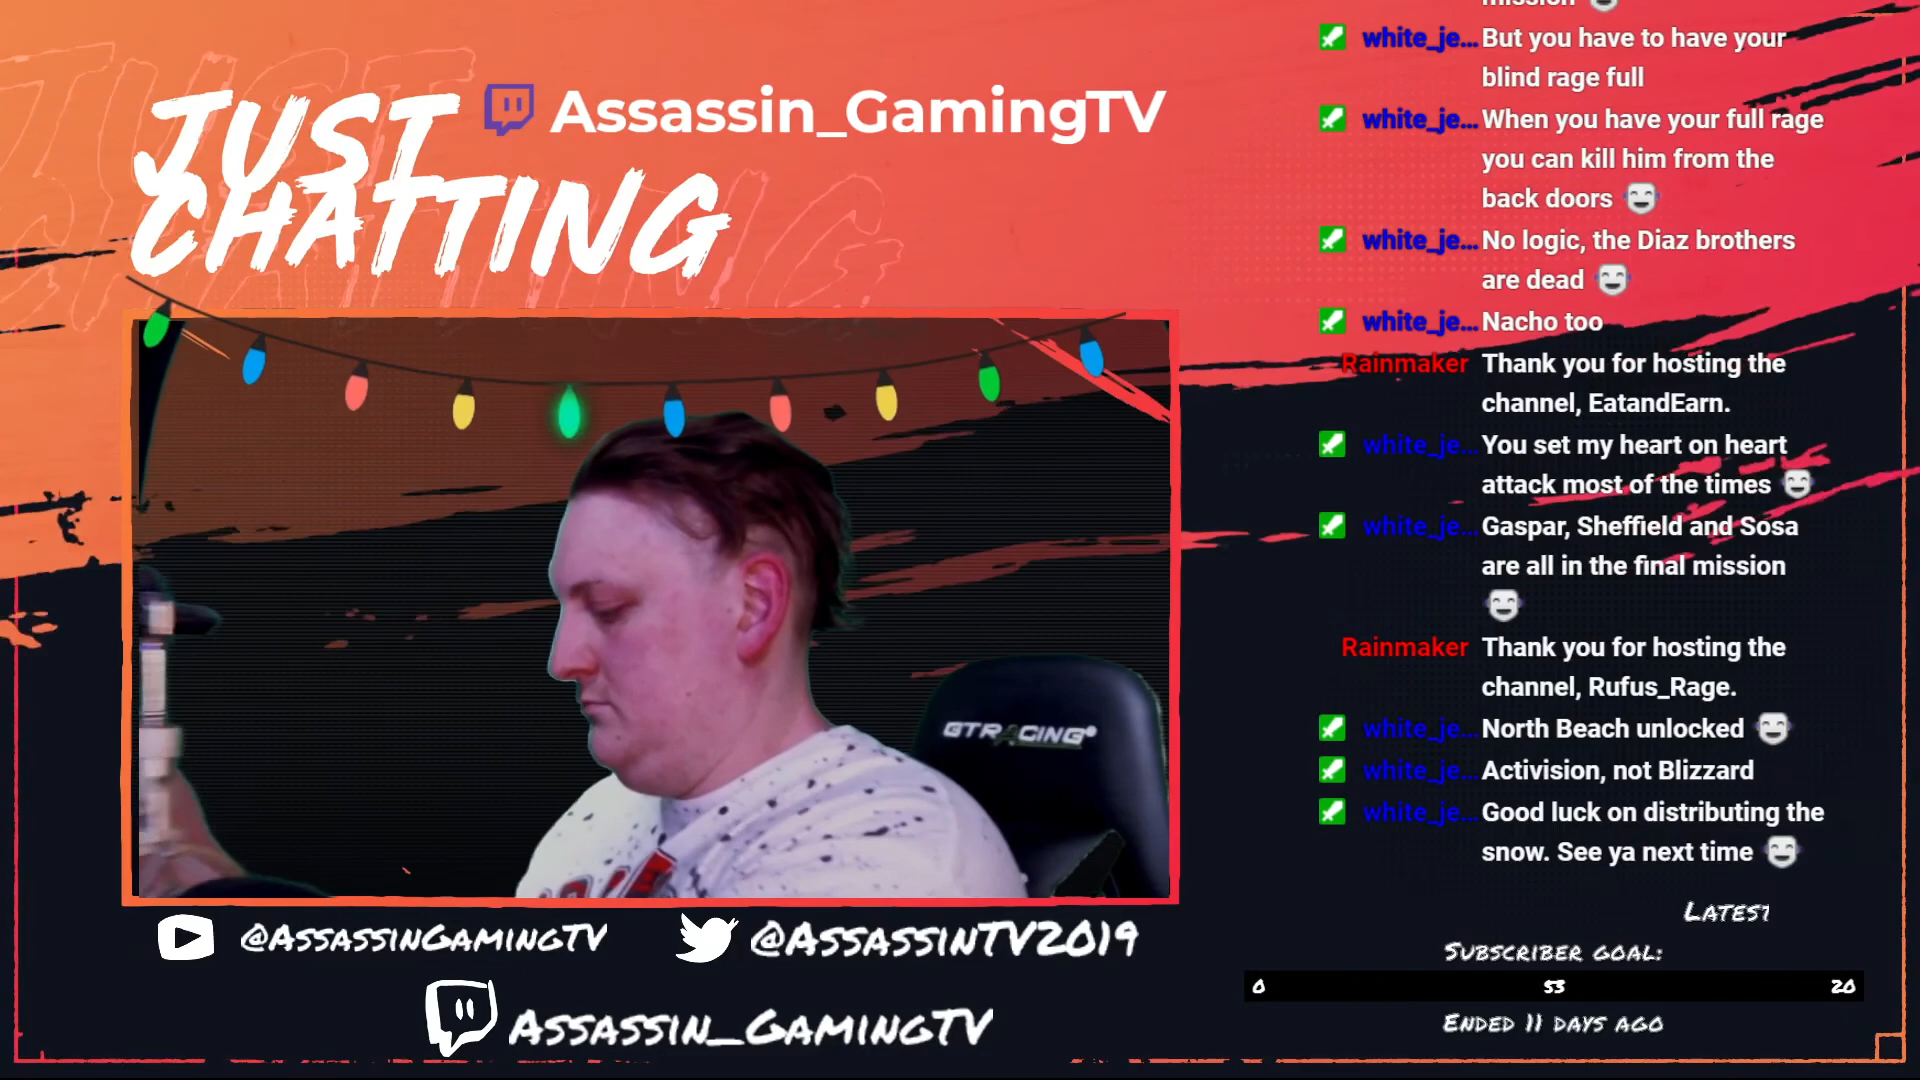 JUST
CHATTING
Assassin_GamingTV
GTRACING
@AssassinGamingTV
@AssassinTV2019
Assassin_GamingTV
white_je... But you have to have your
blind rage full
white_je... When you have your full rage
you can kill him from the
back doors
white_je... No logic, the Diaz brothers
are dead
white_je... Nacho too
Rainmaker Thank you for hosting the
channel, EatandEarn.
white_je... You set my heart on heart
attack most of the times
white_je... Gaspar, Sheffield and Sosa
are all in the final mission
Rainmaker Thank you for hosting the
channel, Rufus_Rage.
white_je... North Beach unlocked
white_je... Activision, not Blizzard
white_je... Good luck on distributing the
snow. See ya next time
Latest
Subscriber goal:
0 53 20
Ended 11 days ago